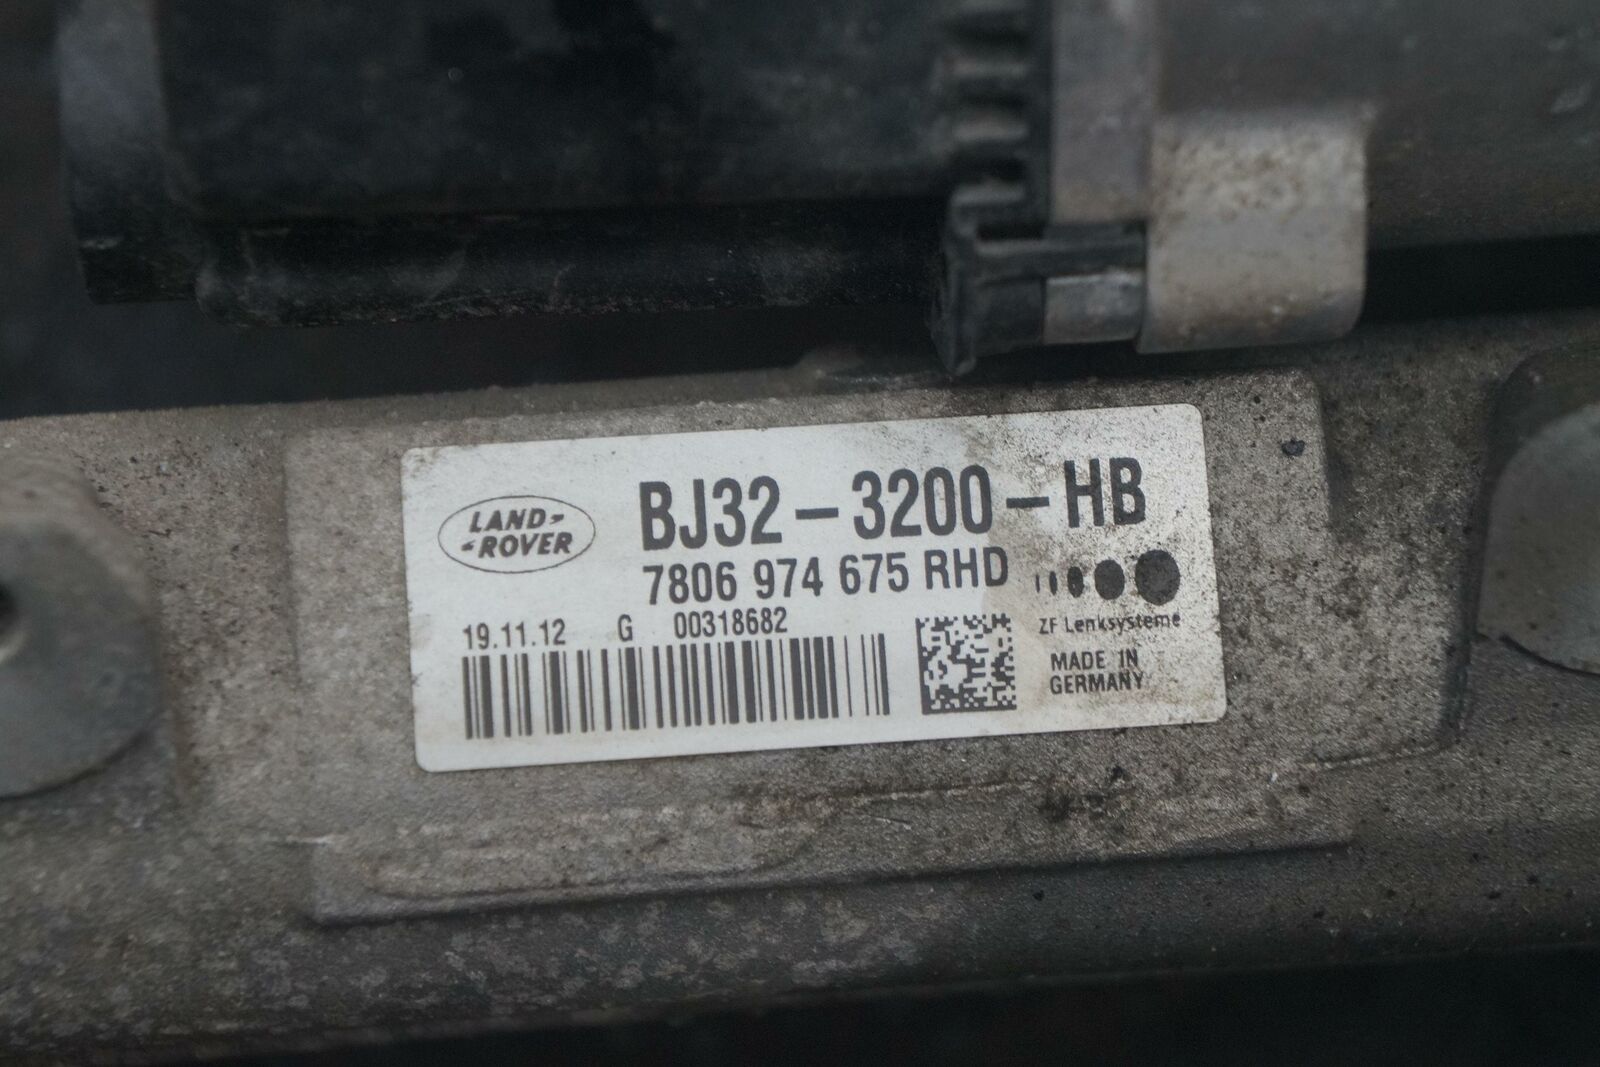 LAND ROVER
BJ32-3200-HB
7806 974 675 RHD
19.11.12 G 00318682
ZF Lenksysteme
MADE IN
GERMANY